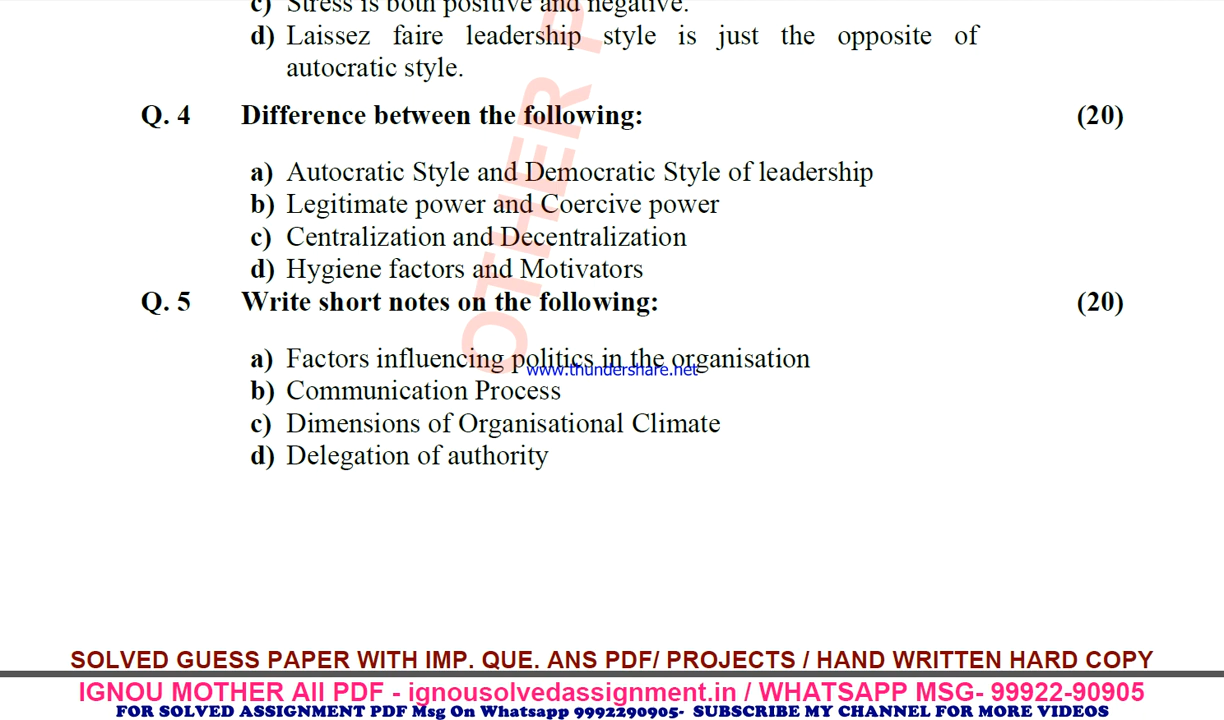 c) Stress is both positive and negative.
d) Laissez faire leadership style is just the opposite of
autocratic style.
Q. 4 Difference between the following: (20)
a) Autocratic Style and Democratic Style of leadership
b) Legitimate power and Coercive power
c) Centralization and Decentralization
d) Hygiene factors and Motivators
Q. 5 Write short notes on the following: (20)
a) Factors influencing politics in the organisation
www.thundershare.net
b) Communication Process
c) Dimensions of Organisational Climate
d) Delegation of authority
OTHER P
SOLVED GUESS PAPER WITH IMP. QUE. ANS PDF/ PROJECTS / HAND WRITTEN HARD COPY
IGNOU MOTHER All PDF - ignousolvedassignment.in / WHATSAPP MSG- 99922-90905
FOR SOLVED ASSIGNMENT PDF Msg On Whatsapp 9992290905- SUBSCRIBE MY CHANNEL FOR MORE VIDEOS